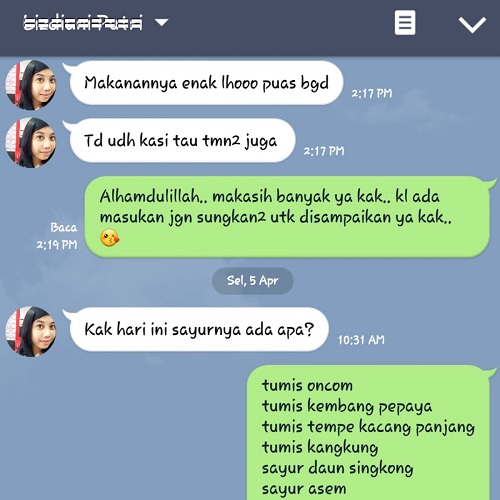 Makanannya enak lhooo puas bgd
2:17 PM
Td udh kasi tau tmn2 juga
2:17 PM
Alhamdulillah.. makasih banyak ya kak.. kl ada
masukan jgn sungkan2 utk disampaikan ya kak..
Baca
2:19 PM
Sel, 5 Apr
Kak hari ini sayurnya ada apa?
10:31 AM
tumis oncom
tumis kembang pepaya
tumis tempe kacang panjang
tumis kangkung
sayur daun singkong
sayur asem